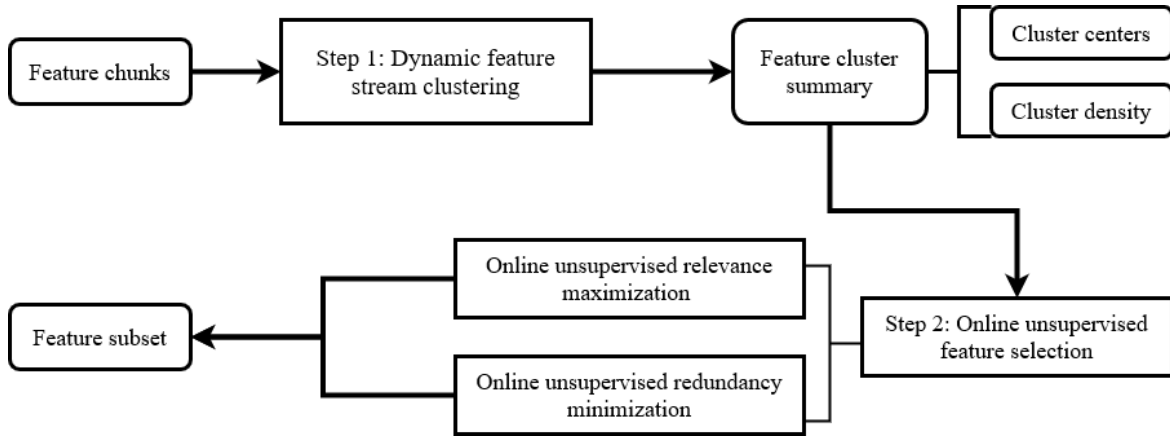 Feature chunks
Step 1: Dynamic feature
stream clustering
Feature cluster
summary
Cluster centers
Cluster density
Online unsupervised relevance
maximization
Step 2: Online unsupervised
feature selection
Feature subset
Online unsupervised redundancy
minimization